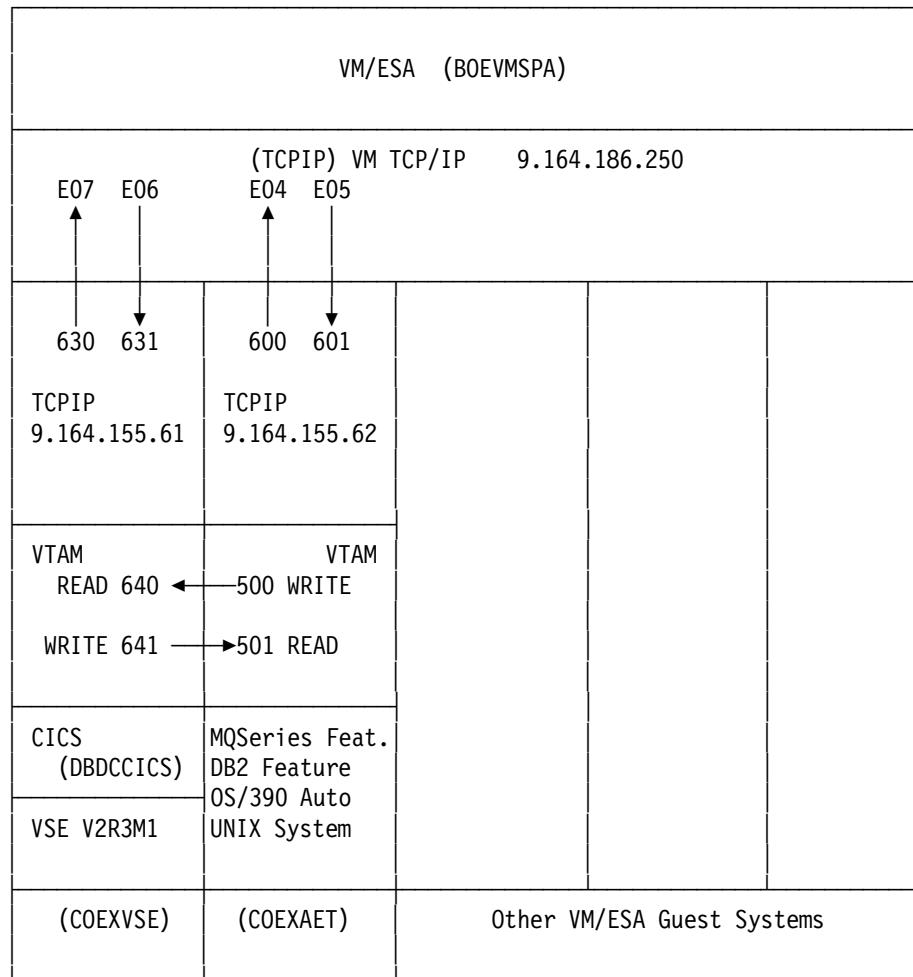 VM/ESA (BOEVMSPA)
(TCPIP) VM TCP/IP 9.164.186.250
E07 E06 E04 E05
630 631 600 601
TCPIP TCPIP
9.164.155.61 9.164.155.62
VTAM VTAM
READ 640 500 WRITE
WRITE 641 501 READ
CICS MQSeries Feat.
(DBDCCICS) DB2 Feature
OS/390 Auto
VSE V2R3M1 UNIX System
(COEXVSE) (COEXAET) Other VM/ESA Guest Systems